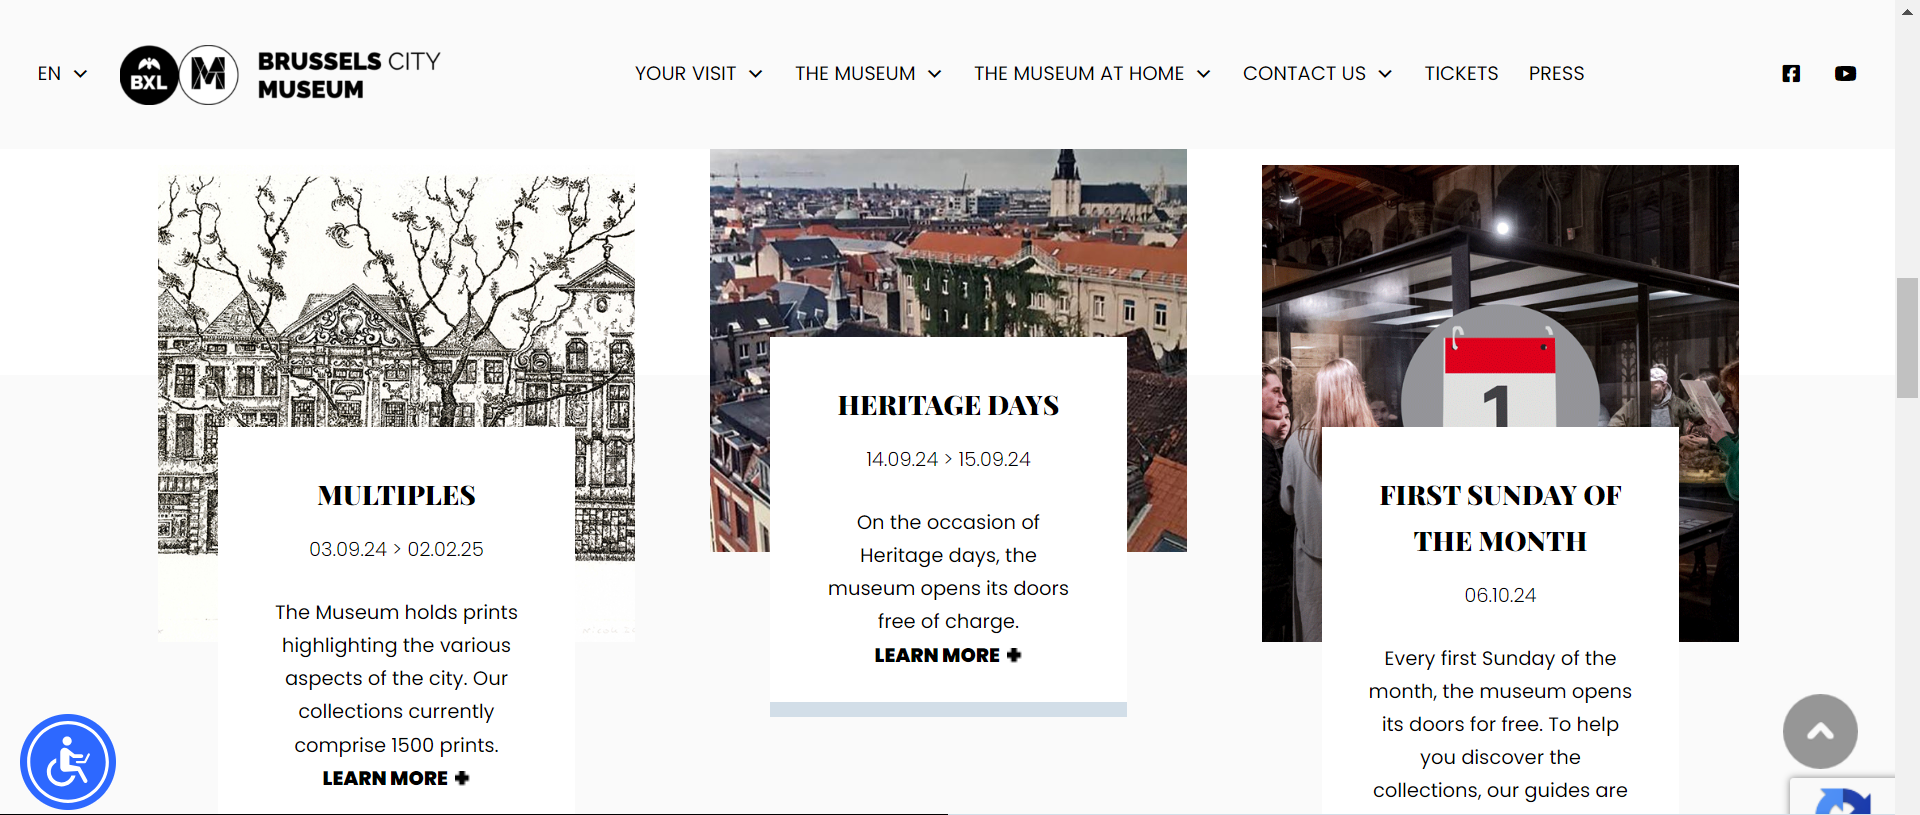 EN
BXL
M
BRUSSELS CITY
MUSEUM
YOUR VISIT
THE MUSEUM
THE MUSEUM AT HOME
CONTACT US
TICKETS
PRESS
MULTIPLES
03.09.24 > 02.02.25
The Museum holds prints
highlighting the various
aspects of the city. Our
collections currently
comprise 1500 prints.
LEARN MORE
HERITAGE DAYS
14.09.24 > 15.09.24
On the occasion of
Heritage days, the
museum opens its doors
free of charge.
LEARN MORE
1
FIRST SUNDAY OF
THE MONTH
06.10.24
Every first Sunday of the
month, the museum opens
its doors for free. To help
you discover the
collections, our guides are